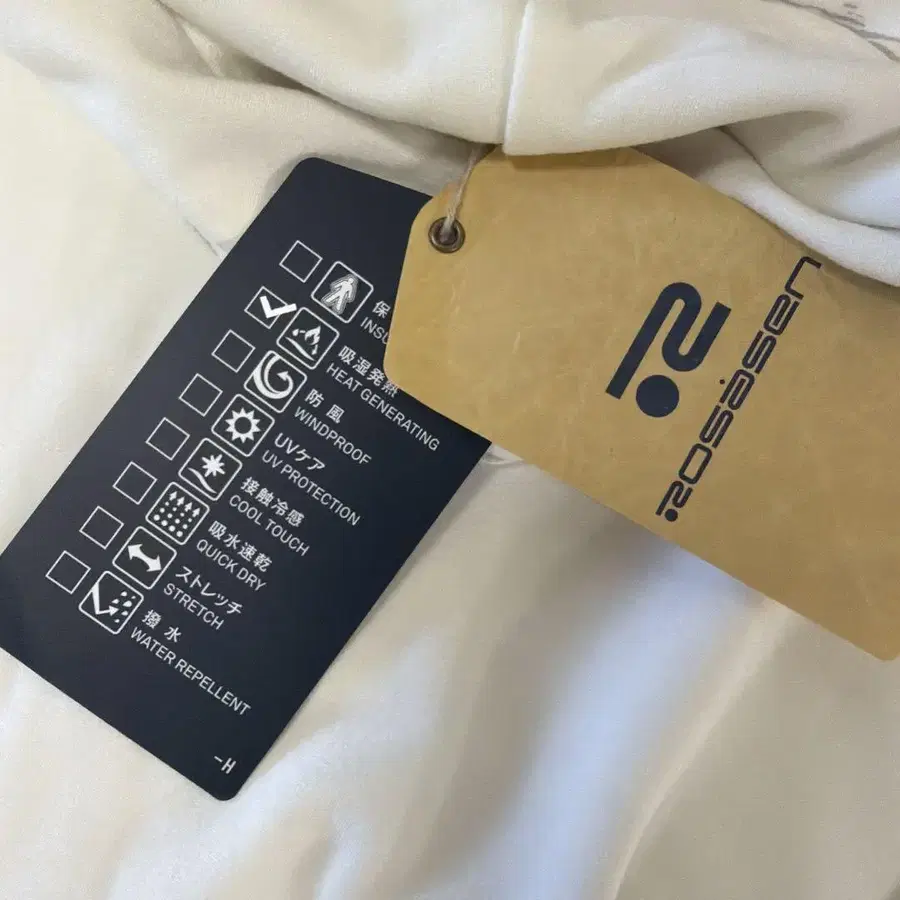 保
INSU
吸湿発熱
HEAT GENERATING
防風
WINDPROOF
UVケア
UV PROTECTION
接触冷感
COOL TOUCH
吸水速乾
QUICK DRY
ストレッチ
STRETCH
撥水
WATER REPELLENT
-H
rosasen